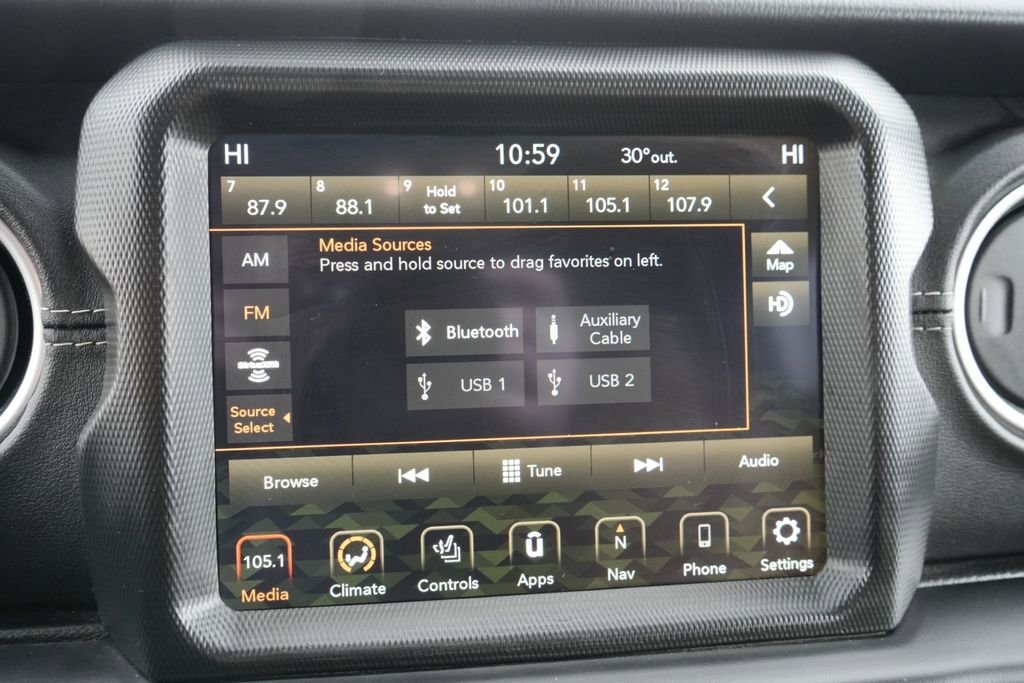 HI 10:59 30°out. HI
7 87.9
8 88.1
9 Hold
to Set
10 101.1
11 105.1
12 107.9
AM
FM
SiriusXM
Source
Select
Media Sources
Press and hold source to drag favorites on left.
Bluetooth
Auxiliary
Cable
USB 1
USB 2
Map
HD
Browse
Tune
Audio
105.1
Media
Climate
Controls
u
Apps
N
Nav
Phone
Settings